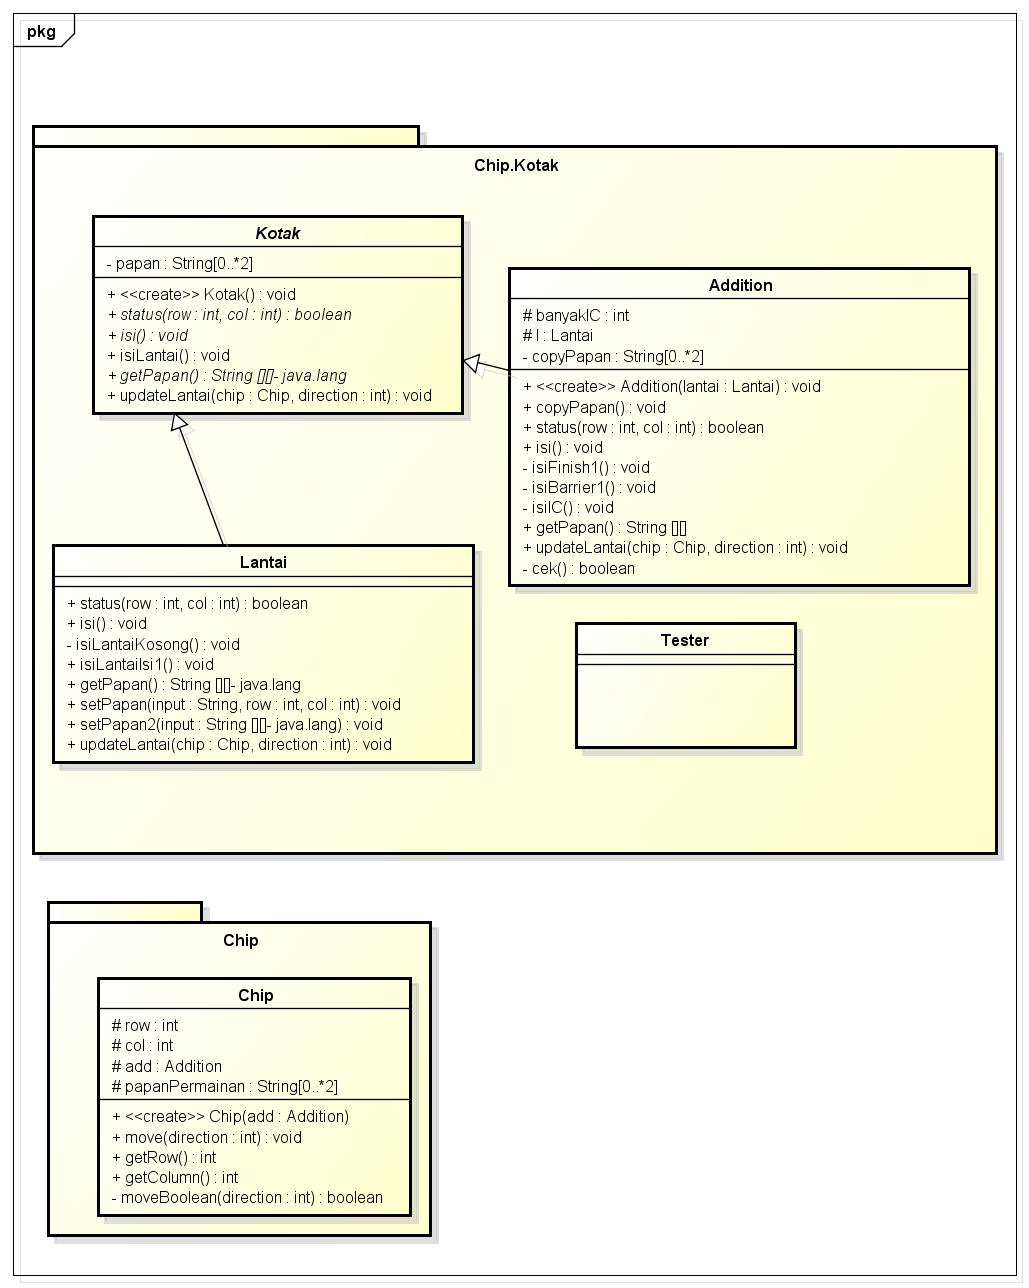 pkg
Chip.Kotak
Kotak
- papan : String[0..*2]
+ <<create>> Kotak() : void
+ status(row : int, col : int) : boolean
+ isi() : void
+ isiLantai() : void
+ getPapan() : String [][]- java.lang
+ updateLantai(chip : Chip, direction : int) : void
Addition
# banyakIC : int
# l : Lantai
- copyPapan : String[0..*2]
+ <<create>> Addition(lantai : Lantai) : void
+ copyPapan() : void
+ status(row : int, col : int) : boolean
+ isi() : void
- isiFinish1() : void
- isiBarrier1() : void
- isiIC() : void
+ getPapan() : String [][]
+ updateLantai(chip : Chip, direction : int) : void
- cek() : boolean
Lantai
+ status(row : int, col : int) : boolean
+ isi() : void
- isiLantaiKosong() : void
+ isiLantaiIsi1() : void
+ getPapan() : String [][]- java.lang
+ setPapan(input : String, row : int, col : int) : void
+ setPapan2(input : String [][]- java.lang) : void
+ updateLantai(chip : Chip, direction : int) : void
Tester
Chip
Chip
# row : int
# col : int
# add : Addition
# papanPermainan : String[0..*2]
+ <<create>> Chip(add : Addition)
+ move(direction : int) : void
+ getRow() : int
+ getColumn() : int
- moveBoolean(direction : int) : boolean